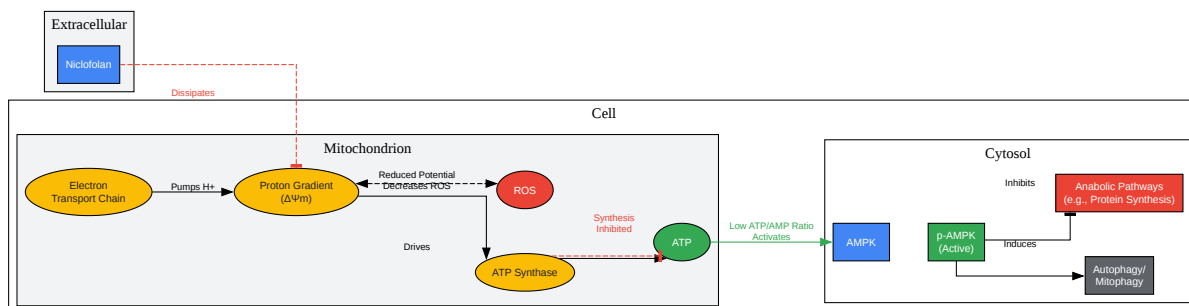 Extracellular
Niclofolan
Dissipates
Cell
Mitochondrion
Electron
Transport Chain
Pumps H+
Proton Gradient
(ΔΨm)
Reduced Potential
Decreases ROS
ROS
Drives
ATP Synthase
Synthesis
Inhibited
ATP
Low ATP/AMP Ratio
Activates
Cytosol
AMPK
p-AMPK
(Active)
Inhibits
Anabolic Pathways
(e.g., Protein Synthesis)
Induces
Autophagy/
Mitophagy